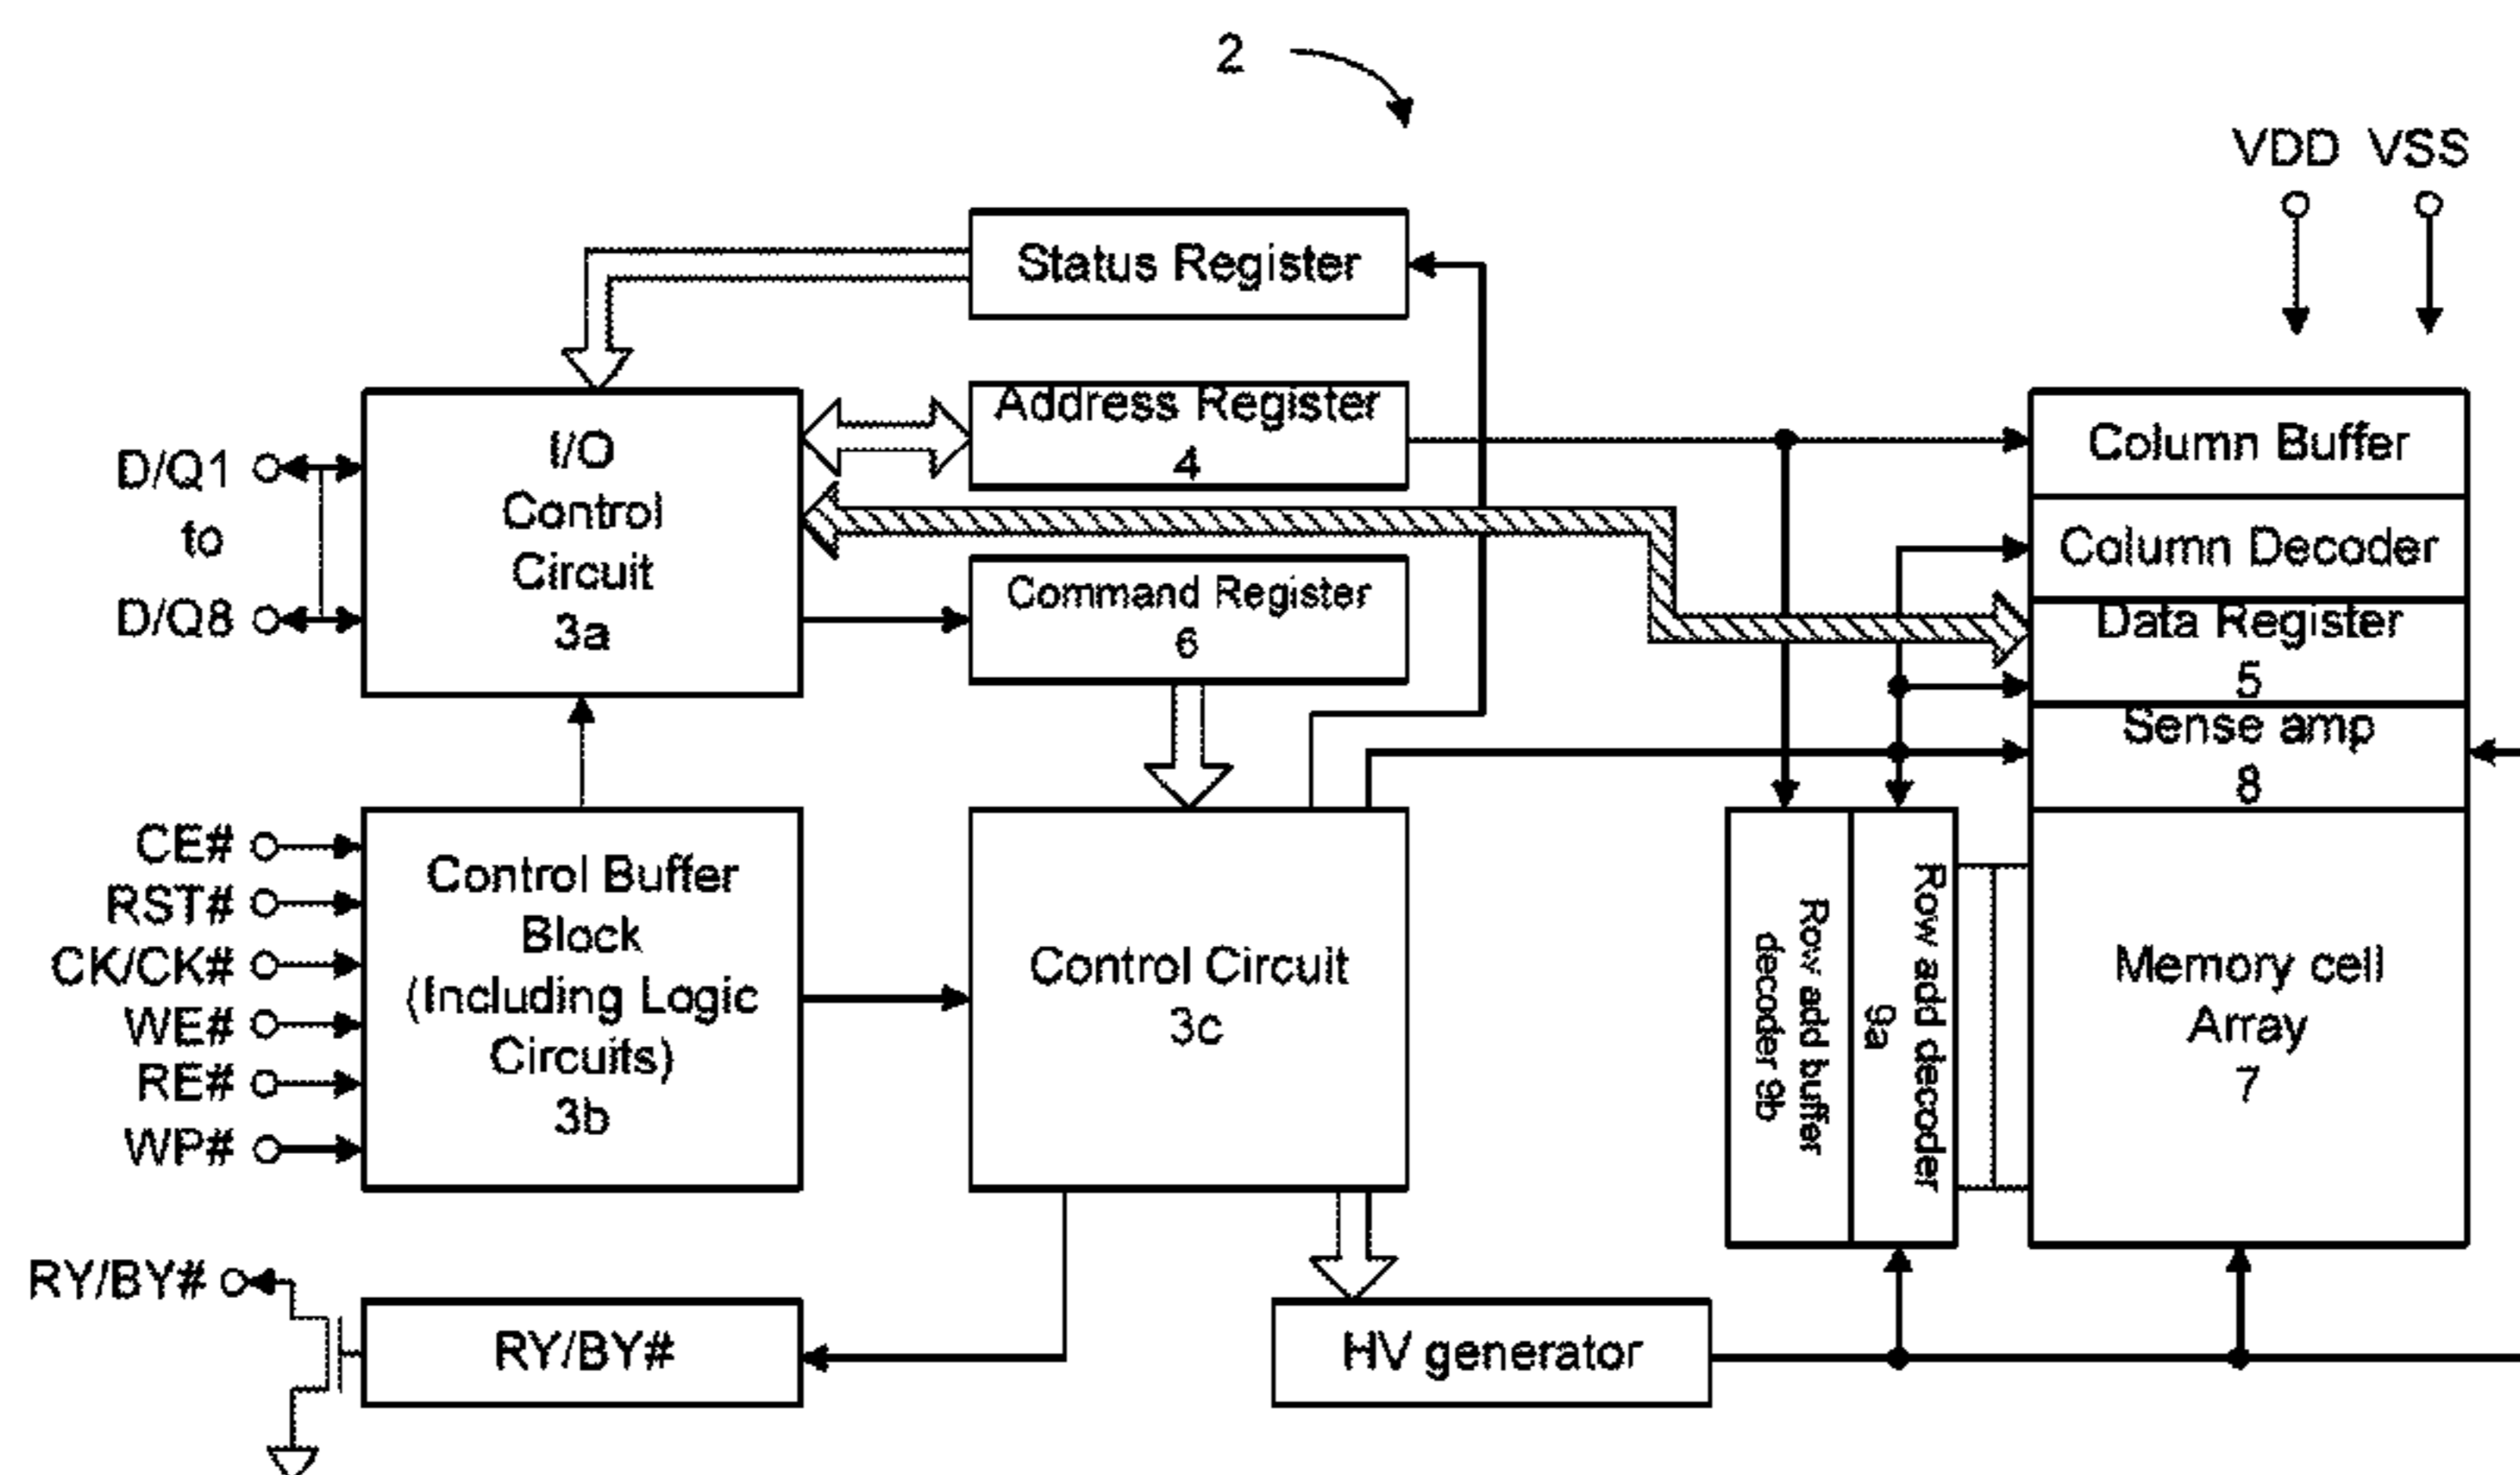 2
VDD VSS
Status Register
Address Register
4
I/O
Control
Circuit
3a
D/Q1
to
D/Q8
Command Register
6
Column Buffer
Column Decoder
Data Register
5
Sense amp
8
CE#
RST#
CK/CK#
WE#
RE#
WP#
Control Buffer
Block
(Including Logic
Circuits)
3b
Control Circuit
3c
Row add buffer
decoder 9b
Row add decoder
9a
Memory cell
Array
7
RY/BY#
RY/BY#
HV generator